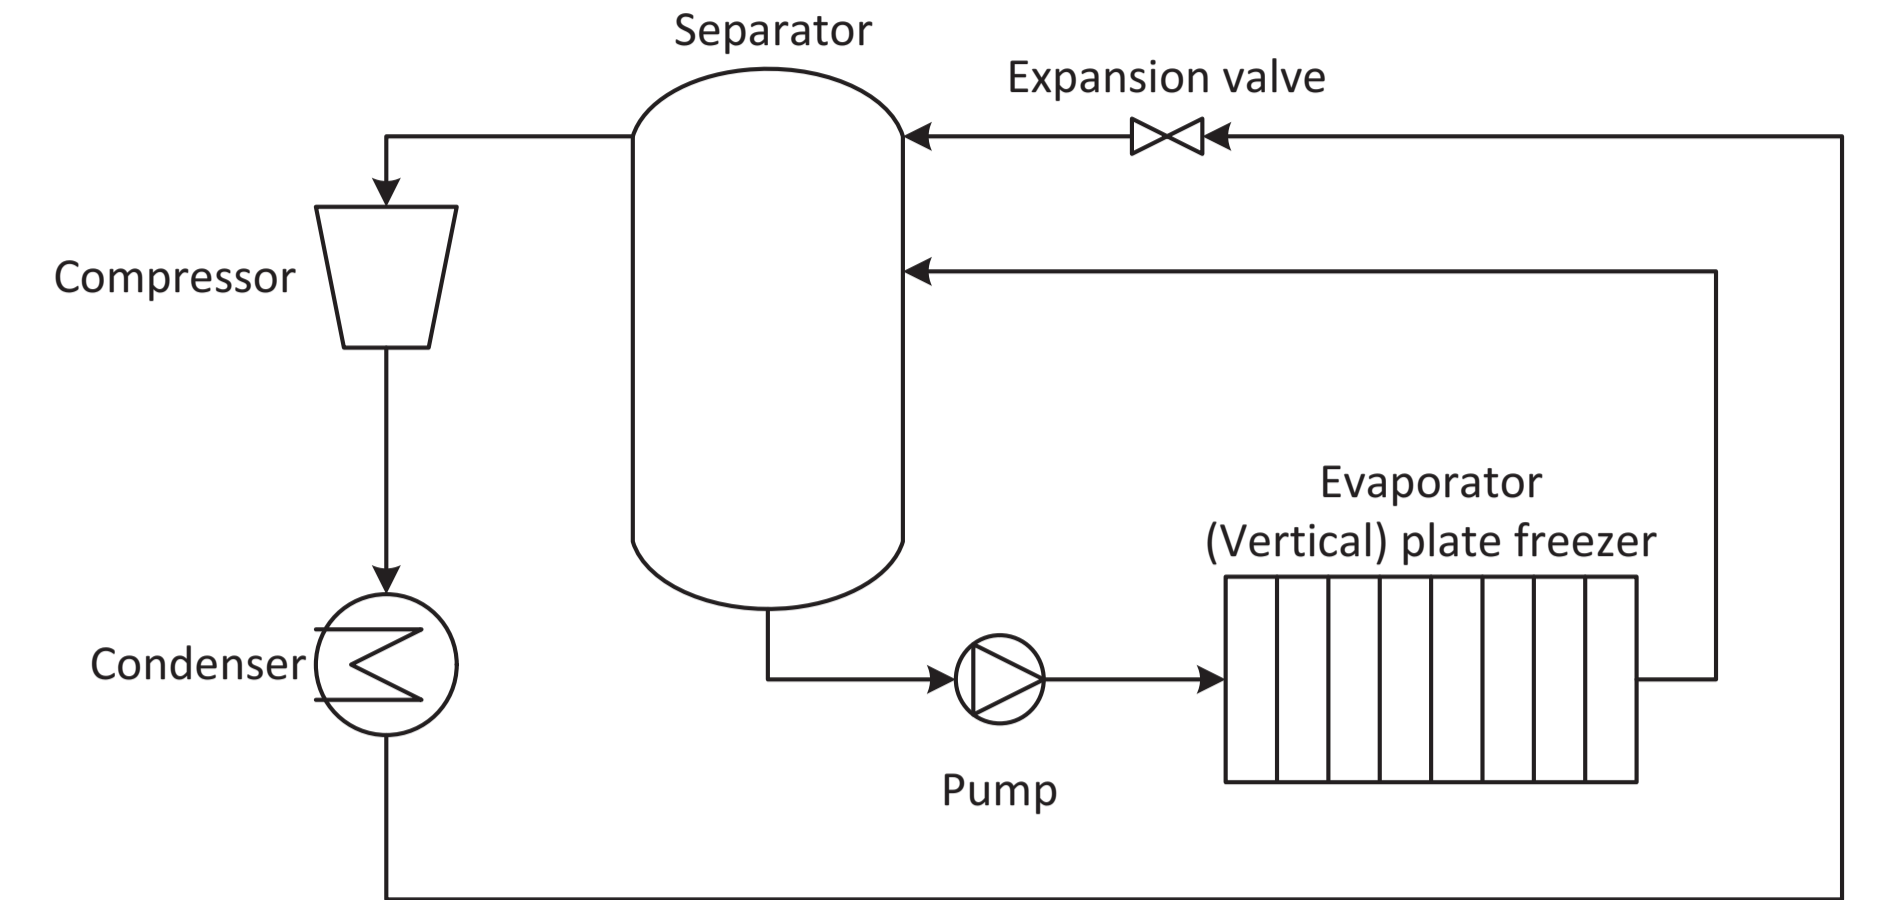 Separator
Expansion valve
Compressor
Evaporator
(Vertical) plate freezer
Condenser
Pump